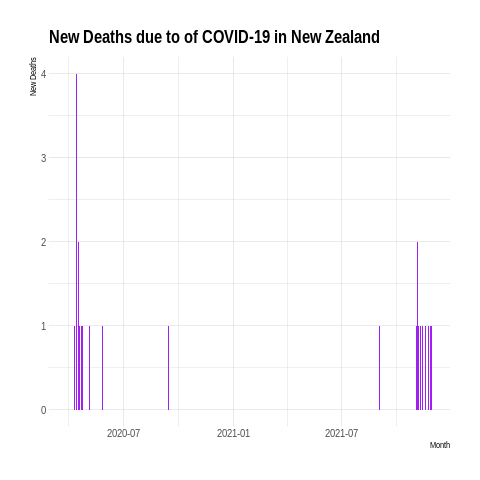 New Deaths due to of COVID-19 in New Zealand
New Deaths
4
3
2
1
0
2020-07
2021-01
2021-07
Month